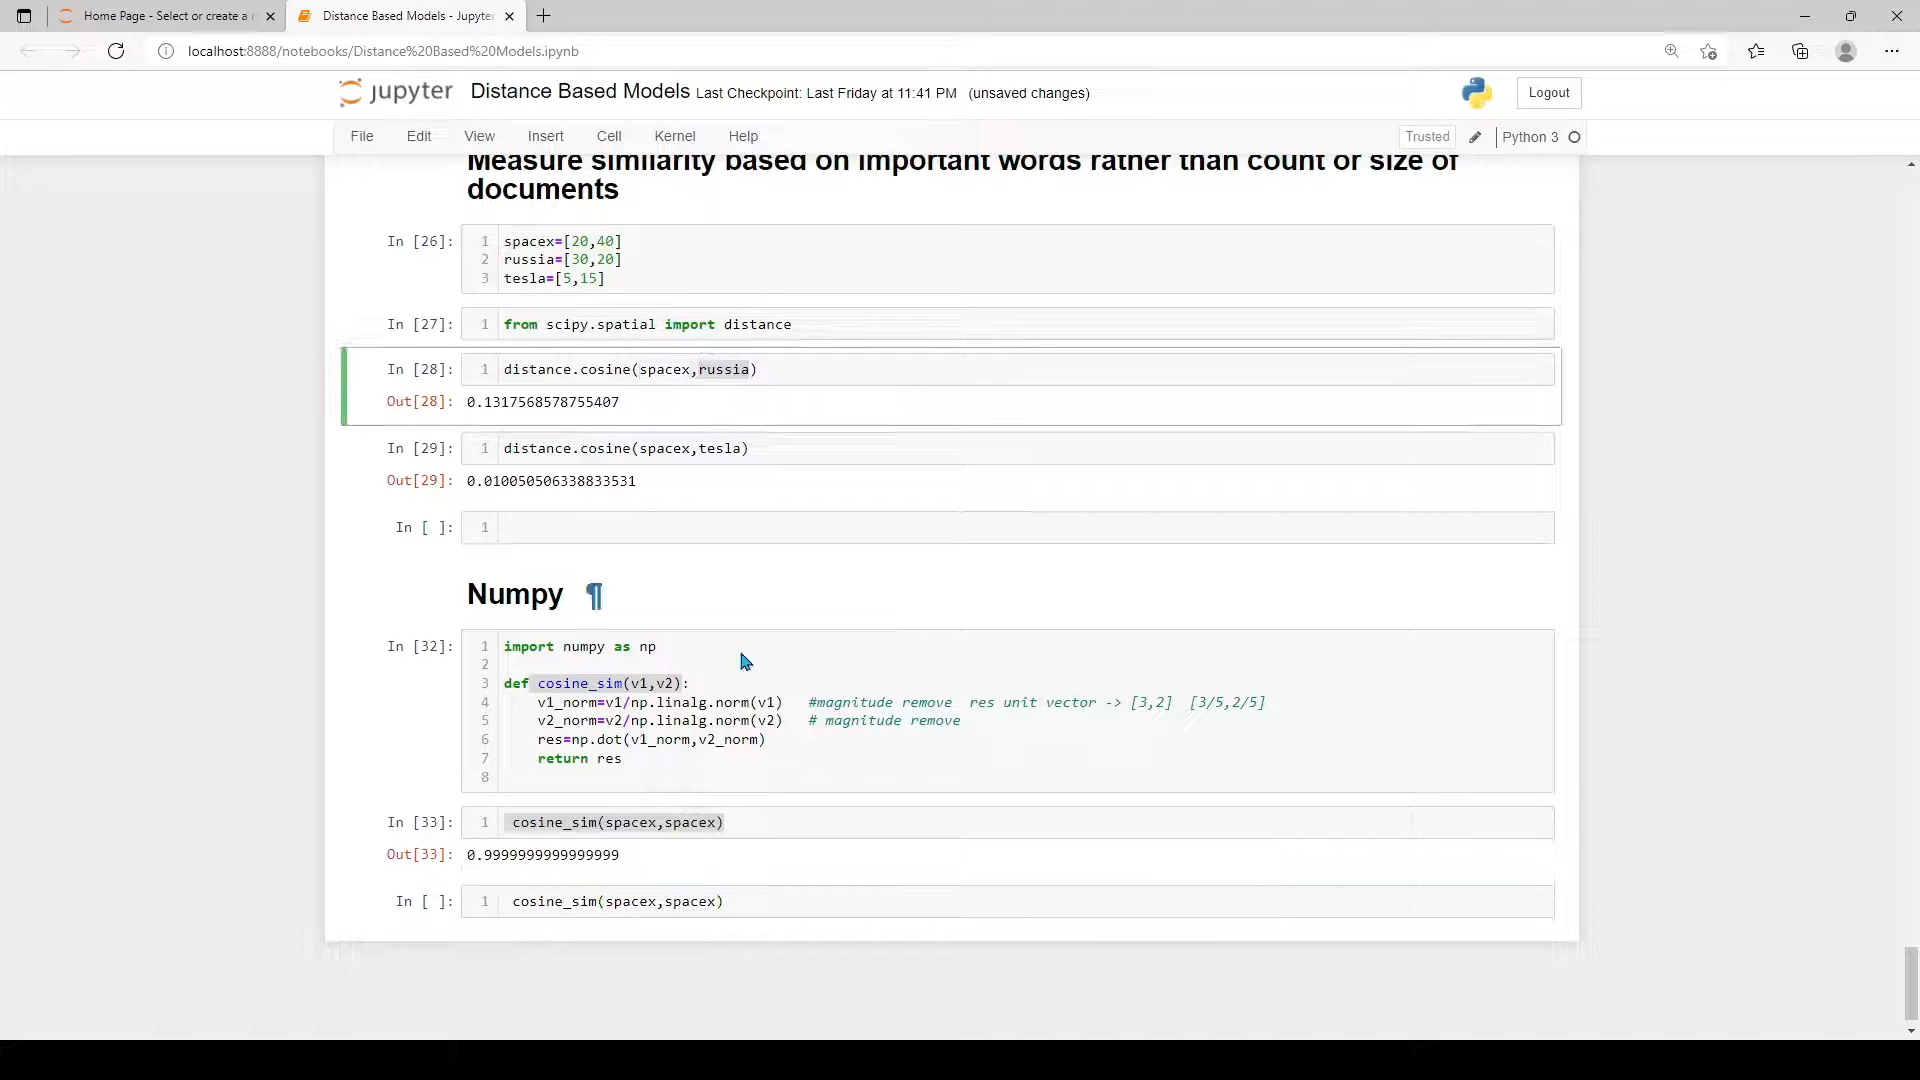 Home Page - Select or create a
Distance Based Models - Jupyter
localhost:8888/notebooks/Distance%20Based%20Models.ipynb
jupyter Distance Based Models Last Checkpoint: Last Friday at 11:41 PM (unsaved changes)
Logout
File Edit View Insert Cell Kernel Help
Trusted Python 3
Measure similarity based on important words rather than count or size of
documents
In [26]: 1 spacex=[20,40]
2 russia=[30,20]
3 tesla=[5,15]
In [27]: 1 from scipy.spatial import distance
In [28]: 1 distance.cosine(spacex,russia)
Out[28]: 0.1317568578755407
In [29]: 1 distance.cosine(spacex,tesla)
Out[29]: 0.010050506338833531
In [ ]: 1
Numpy ¶
In [32]: 1 import numpy as np
2
3 def cosine_sim(v1,v2):
4 v1_norm=v1/np.linalg.norm(v1) #magnitude remove res unit vector -> [3,2] [3/5,2/5]
5 v2_norm=v2/np.linalg.norm(v2) # magnitude remove
6 res=np.dot(v1_norm,v2_norm)
7 return res
8
In [33]: 1 cosine_sim(spacex,spacex)
Out[33]: 0.9999999999999999
In [ ]: 1 cosine_sim(spacex,spacex)